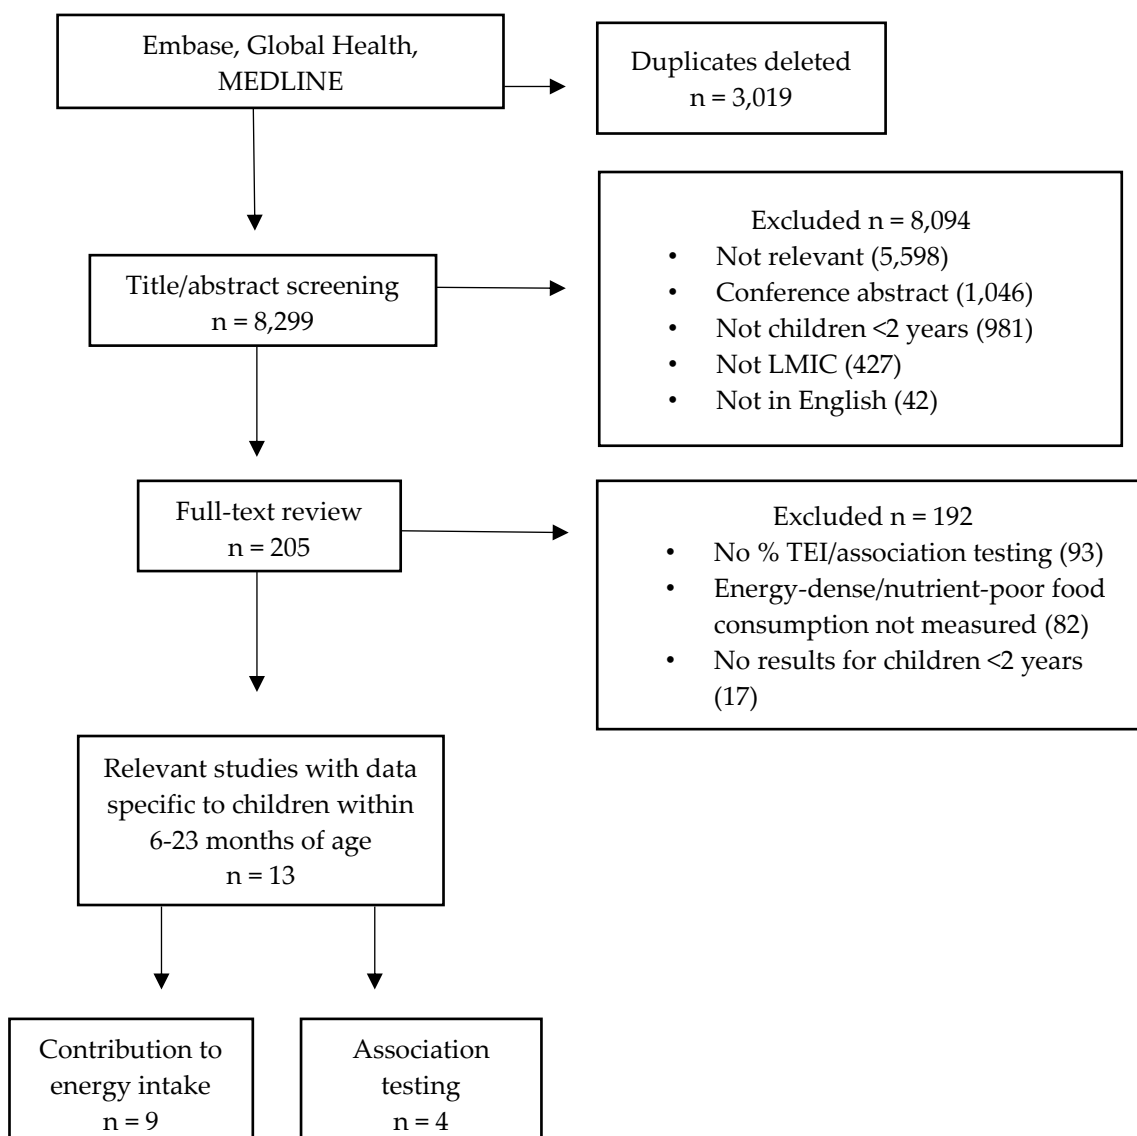 Embase, Global Health,
MEDLINE
Duplicates deleted
n = 3,019
Title/abstract screening
n = 8,299
Excluded n = 8,094
• Not relevant (5,598)
• Conference abstract (1,046)
• Not children <2 years (981)
• Not LMIC (427)
• Not in English (42)
Full-text review
n = 205
Excluded n = 192
• No % TEI/association testing (93)
• Energy-dense/nutrient-poor food
consumption not measured (82)
• No results for children <2 years
(17)
Relevant studies with data
specific to children within
6-23 months of age
n = 13
Contribution to
energy intake
n = 9
Association
testing
n = 4